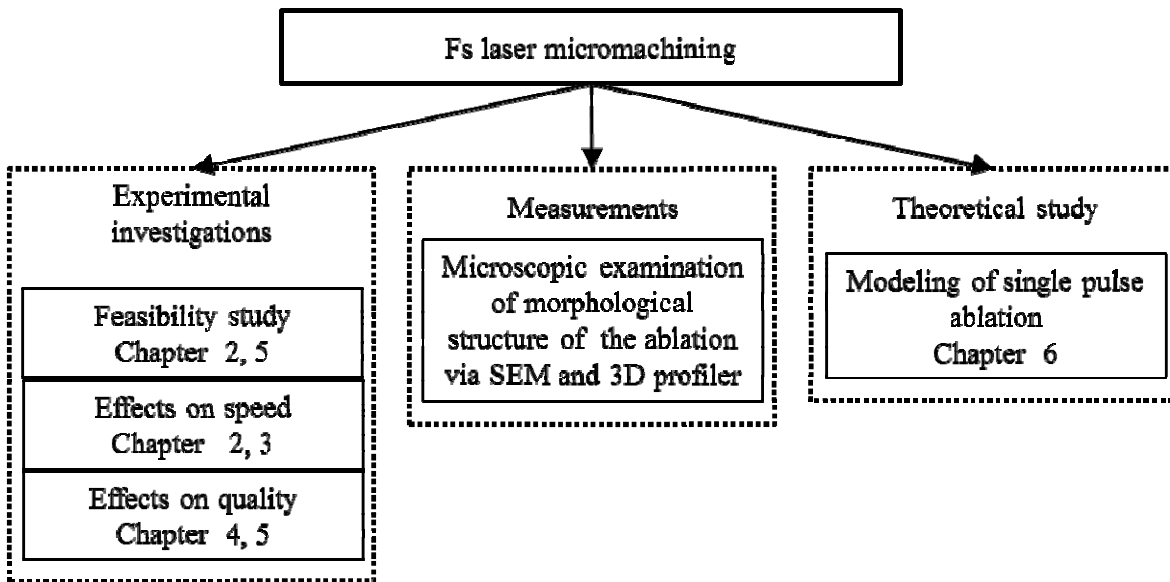 Fs laser micromachining
Experimental
investigations
Feasibility study
Chapter 2, 5
Effects on speed
Chapter 2, 3
Effects on quality
Chapter 4, 5
Measurements
Microscopic examination
of morphological
structure of the ablation
via SEM and 3D profiler
Theoretical study
Modeling of single pulse
ablation
Chapter 6